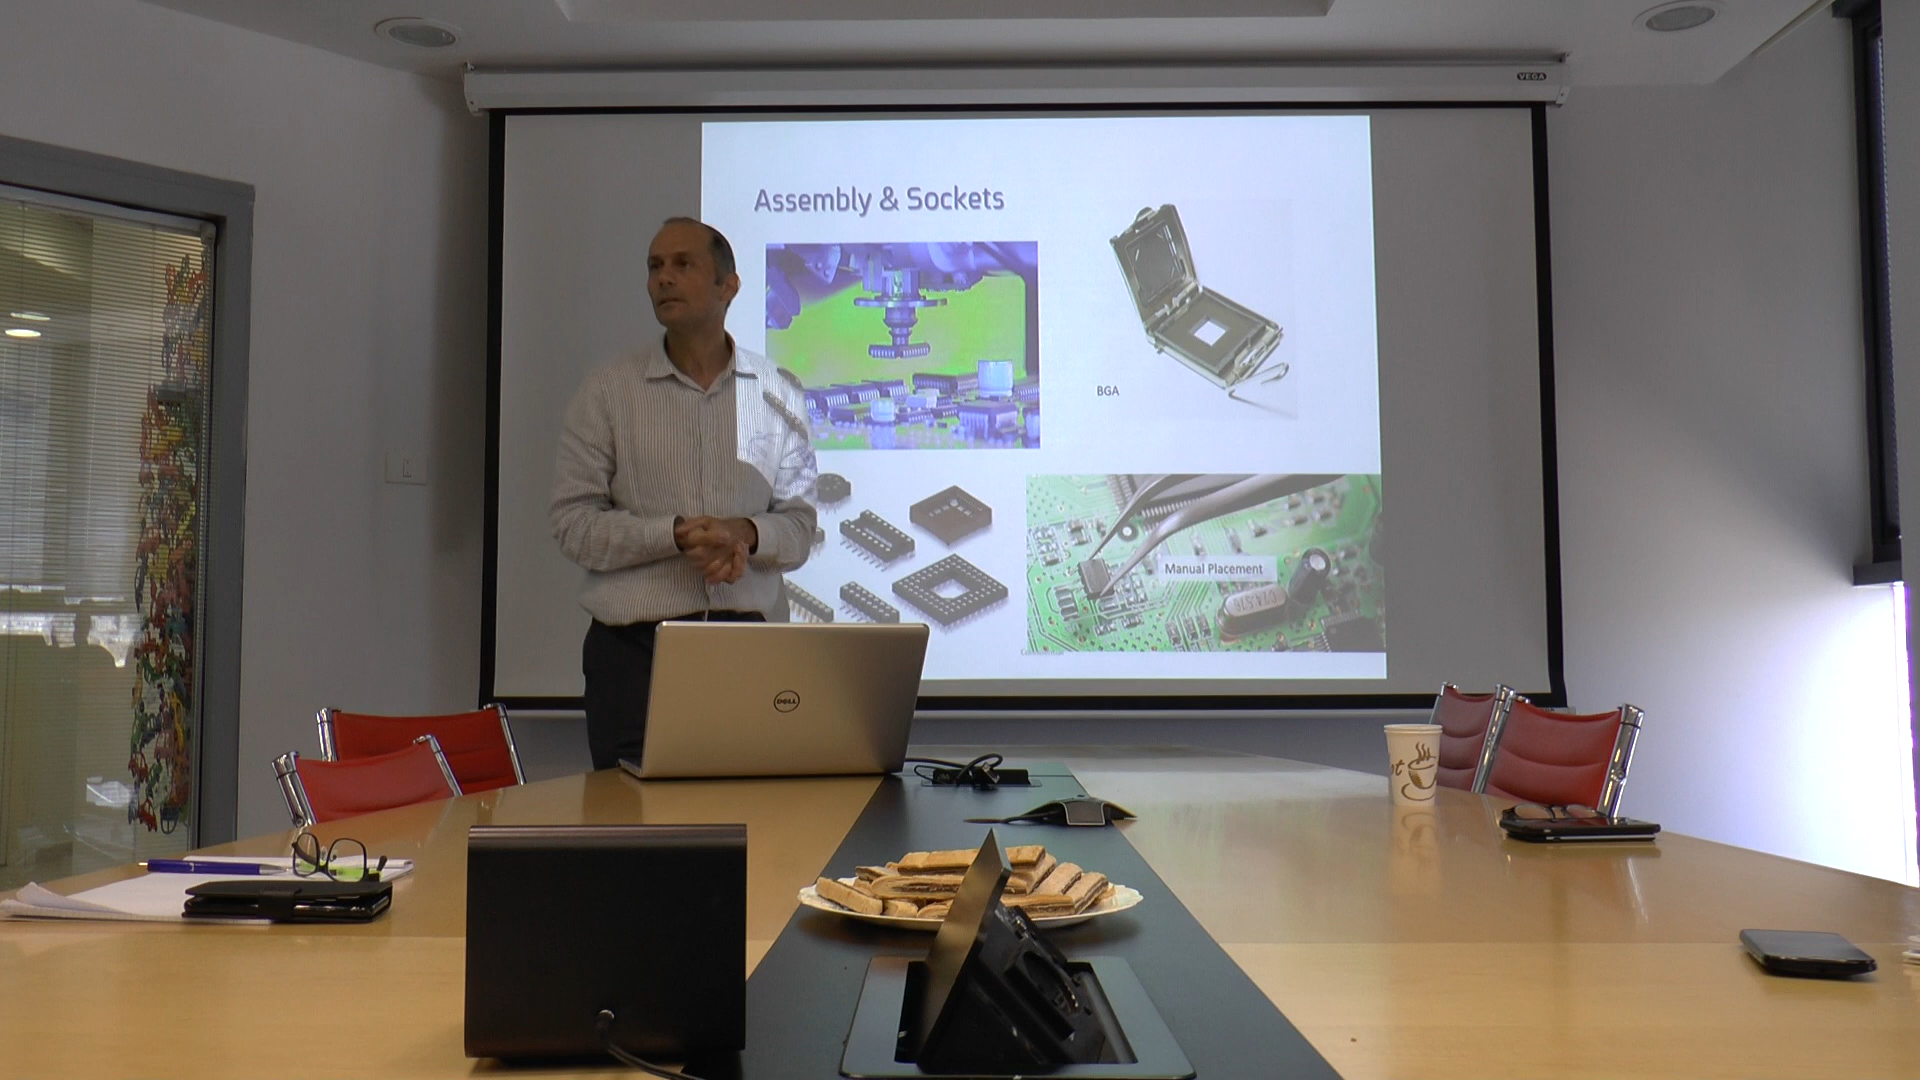 VEGA
Assembly & Sockets
BGA
Manual Placement
DELL